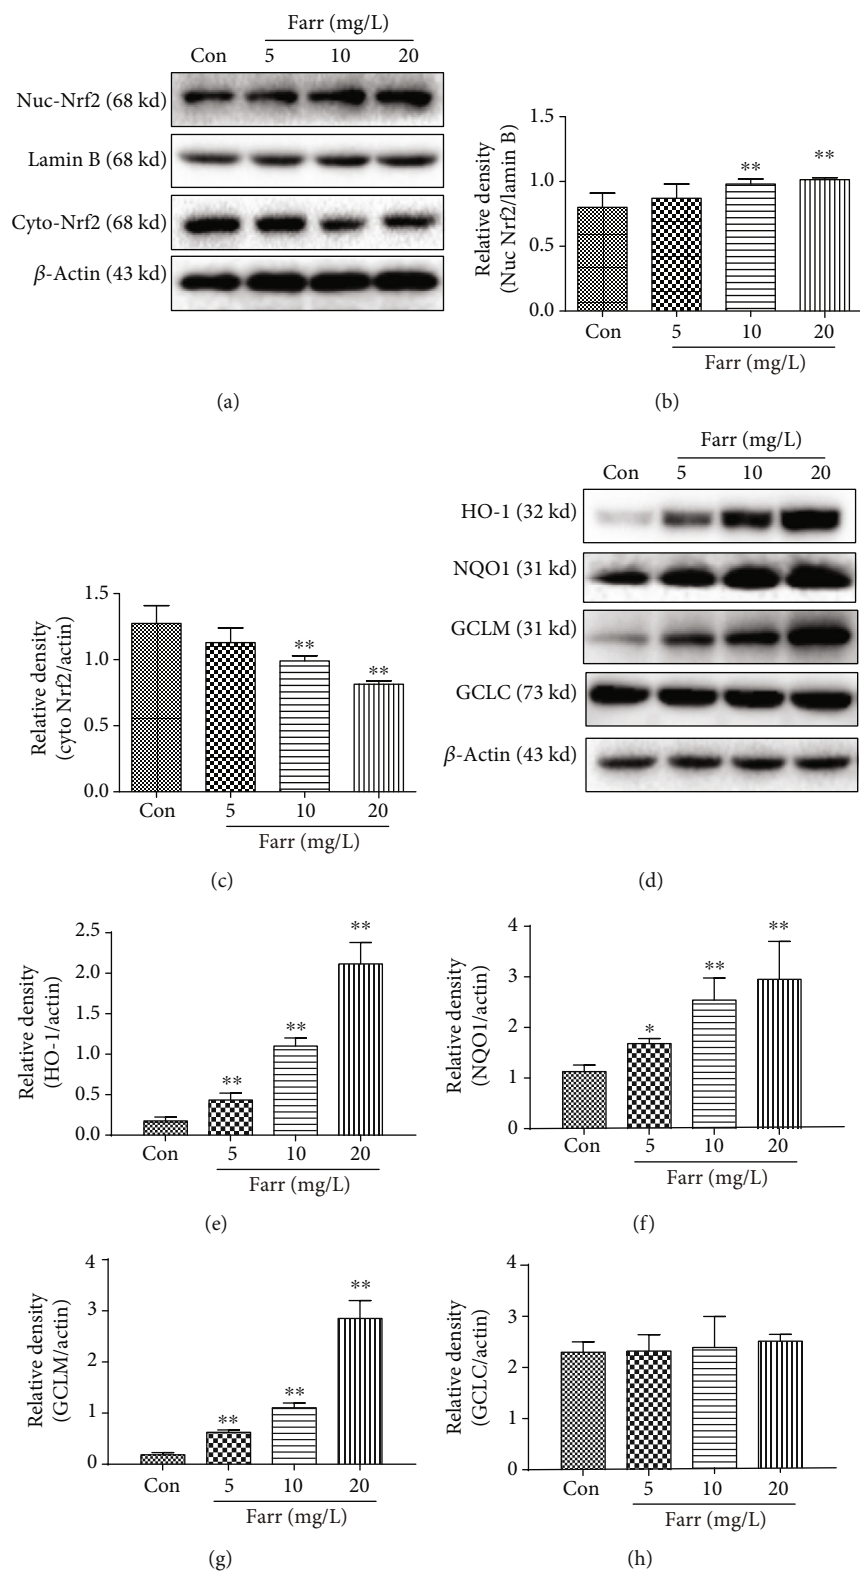 Farr (mg/L)
Con 5 10 20
Nuc-Nrf2 (68 kd)
Lamin B (68 kd)
Cyto-Nrf2 (68 kd)
β-Actin (43 kd)
(a)
Relative density
(Nuc Nrf2/lamin B)
1.5
1.0
0.5
0.0
** **
Con 5 10 20
Farr (mg/L)
(b)
Relative density
(cyto Nrf2/actin)
1.5
1.0
0.5
0.0
**
**
Con 5 10 20
Farr (mg/L)
(c)
Farr (mg/L)
Con 5 10 20
HO-1 (32 kd)
NQO1 (31 kd)
GCLM (31 kd)
GCLC (73 kd)
β-Actin (43 kd)
(d)
Relative density
(HO-1/actin)
2.5
2.0
1.5
1.0
0.5
0.0
**
**
**
Con 5 10 20
Farr (mg/L)
(e)
Relative density
(NQO1/actin)
4
3
2
1
0
*
**
**
Con 5 10 20
Farr (mg/L)
(f)
Relative density
(GCLM/actin)
4
3
2
1
0
**
**
**
Con 5 10 20
Farr (mg/L)
(g)
Relative density
(GCLC/actin)
4
3
2
1
0
Con 5 10 20
Farr (mg/L)
(h)